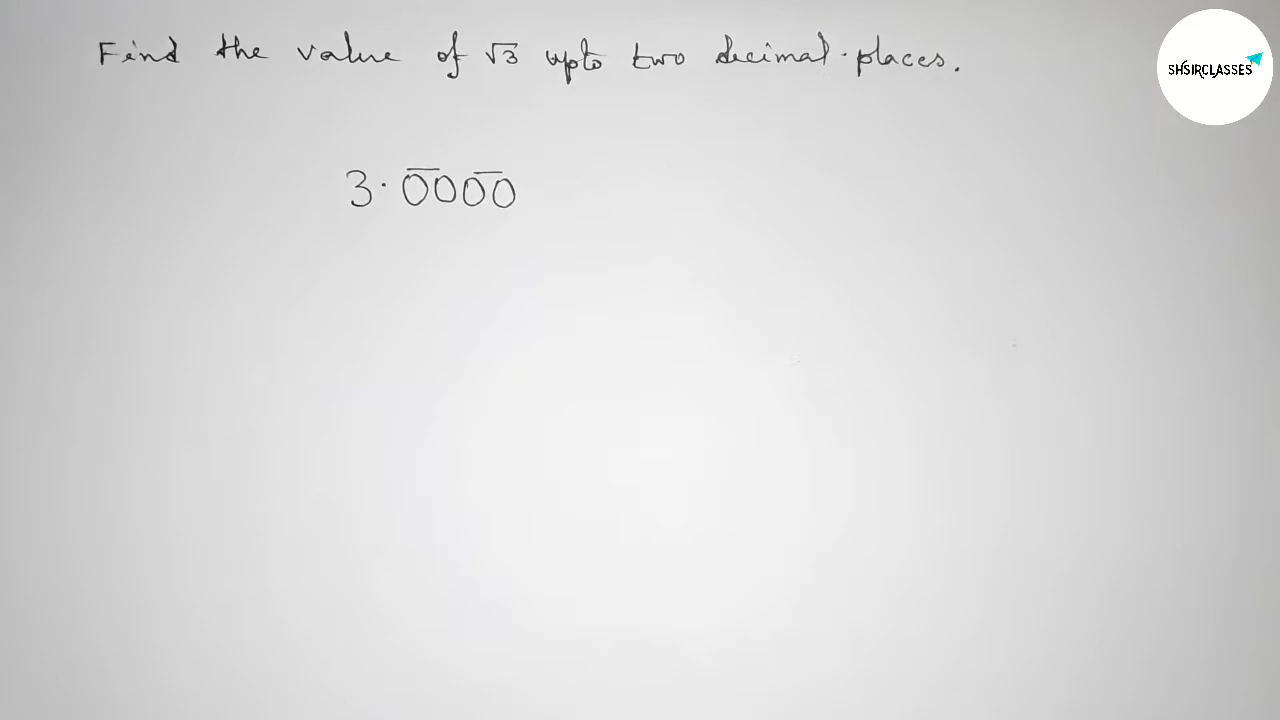 Find the value of √3 upto two decimal places.
SHSIRCLASSES
3.0000